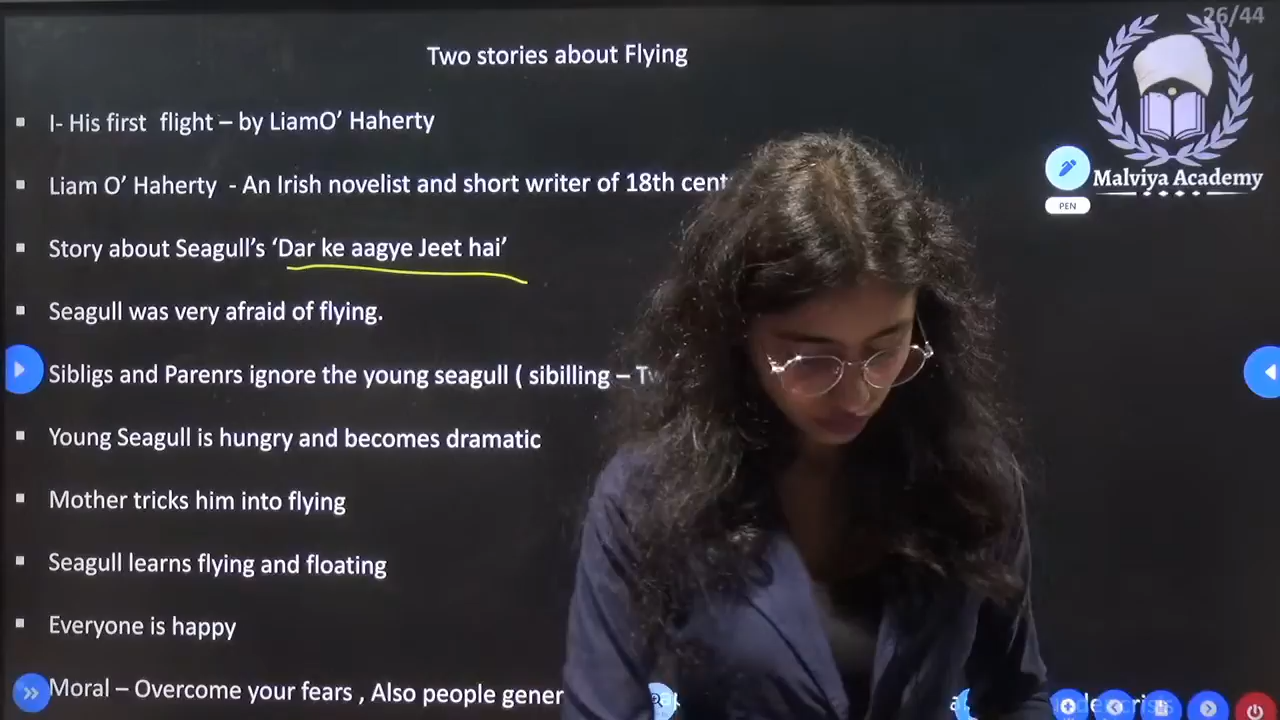 26/44
Two stories about Flying
Malviya Academy
PEN
I- His first flight – by LiamO’ Haherty
Liam O’ Haherty - An Irish novelist and short writer of 18th
Story about Seagull’s ‘Dar ke aagye Jeet hai’
Seagull was very afraid of flying.
Sibligs and Parenrs ignore the young seagull ( sibilling –
Young Seagull is hungry and becomes dramatic
Mother tricks him into flying
Seagull learns flying and floating
Everyone is happy
Moral – Overcome your fears , Also people